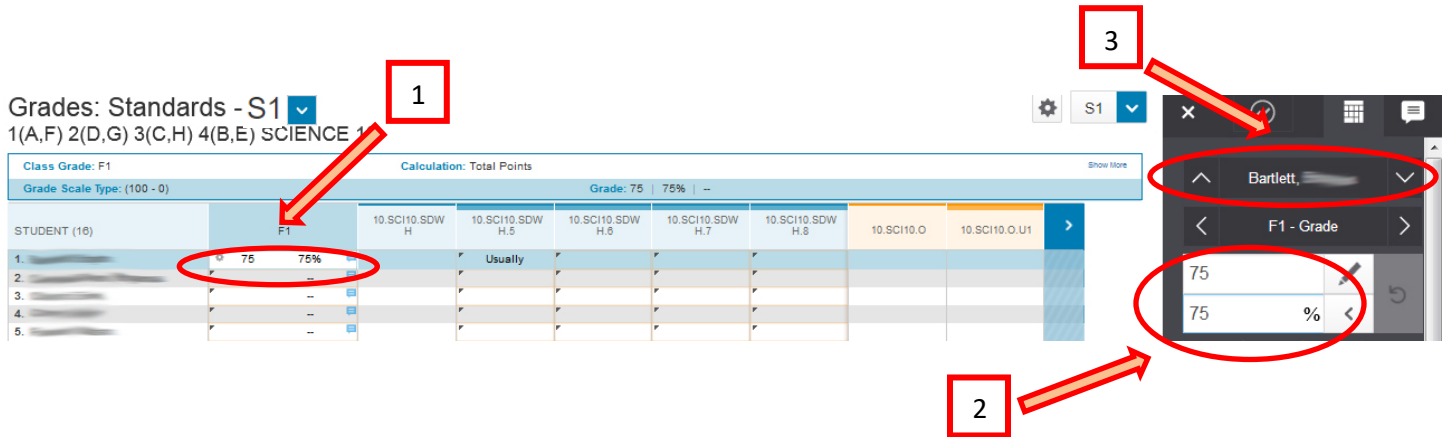 3
1
Grades: Standards - S1
S1
1(A,F) 2(D,G) 3(C,H) 4(B,E) SCIENCE 1
Class Grade: F1 Calculation: Total Points Show More
Grade Scale Type: (100 - 0) Grade: 75 | 75% | --
Bartlett,
STUDENT (16) F1 10.SCI10.SDW H 10.SCI10.SDW H.5 10.SCI10.SDW H.6 10.SCI10.SDW H.7 10.SCI10.SDW H.8 10.SCI10.O 10.SCI10.O.U1
F1 - Grade
1. 75 75% Usually
2. --
3. --
4. --
5. --
75
75 %
2